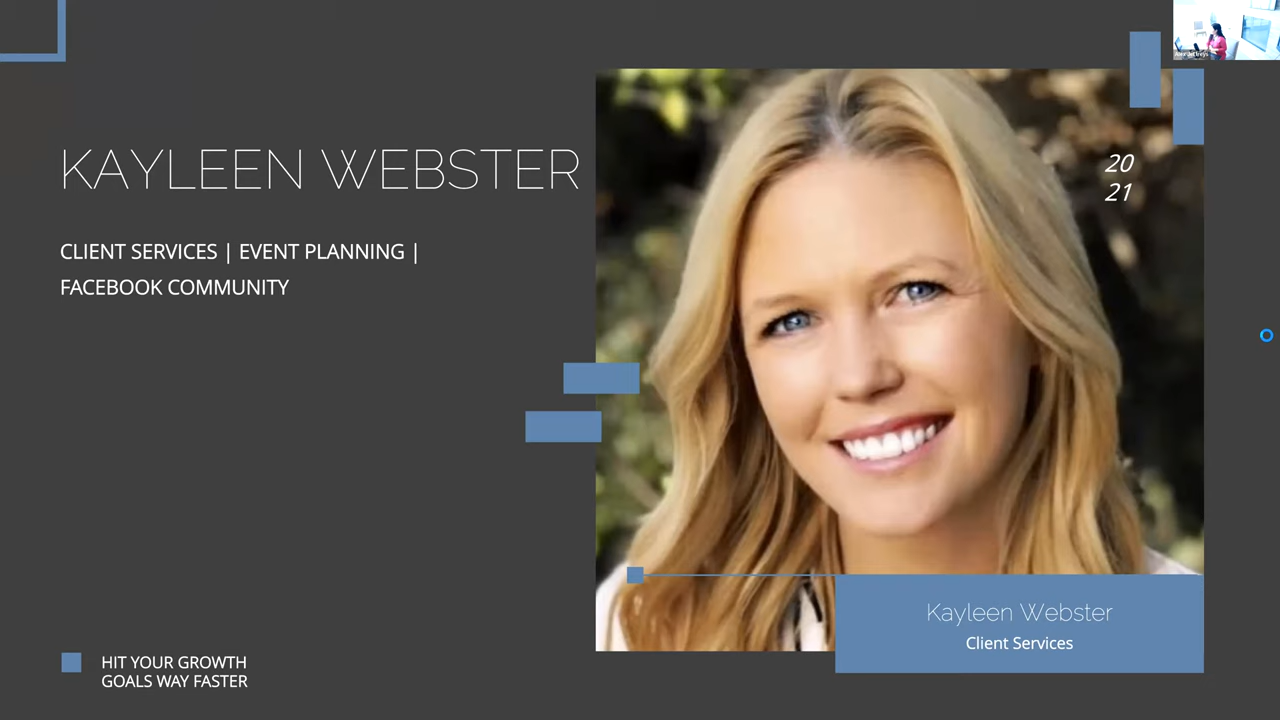 KAYLEEN WEBSTER
CLIENT SERVICES | EVENT PLANNING |
FACEBOOK COMMUNITY
20
21
Kayleen Webster
Client Services
HIT YOUR GROWTH
GOALS WAY FASTER